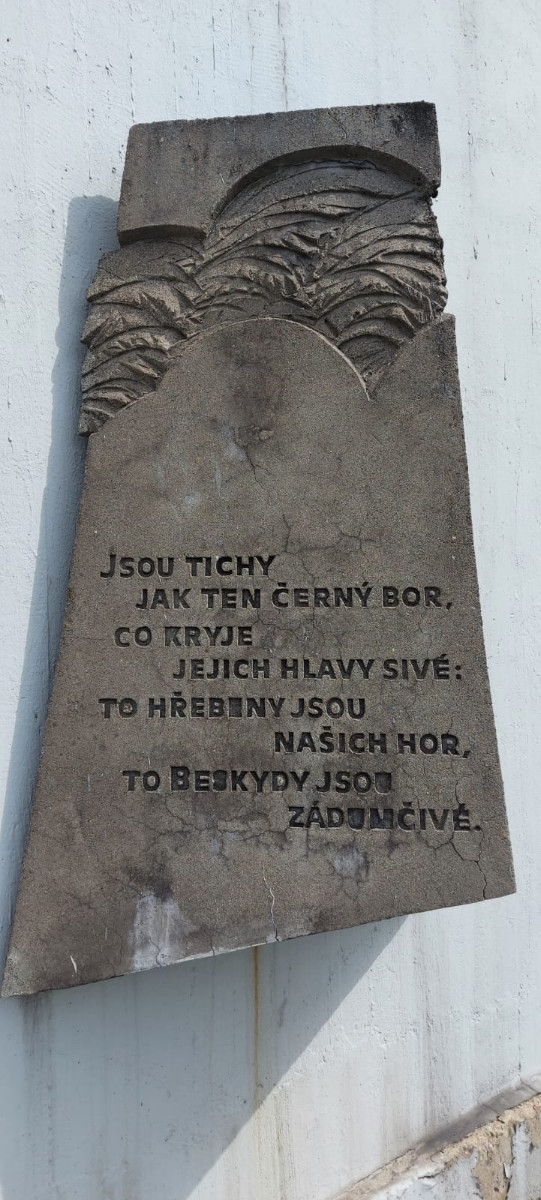 JSOU TICHY
JAK TEN ČERNÝ BOR,
CO KRYJE
JEJICH HLAVY SIVÉ:
TO HŘEBENY JSOU
NAŠICH HOR,
TO BESKYDY JSOU
ZÁDUMČIVÉ.